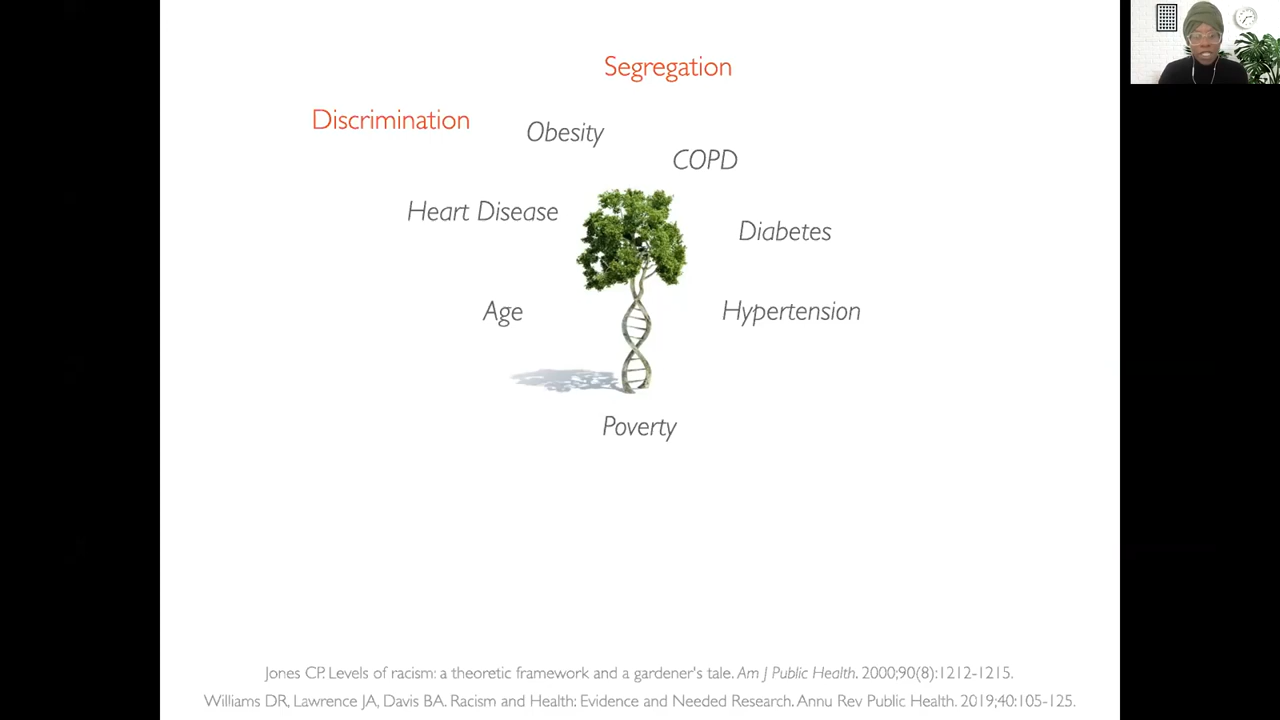 Segregation
Discrimination
Obesity
COPD
Heart Disease
Diabetes
Age
Hypertension
Poverty
Jones CP. Levels of racism: a theoretic framework and a gardener's tale. Am J Public Health. 2000;90(8):1212-1215.
Williams DR, Lawrence JA, Davis BA. Racism and Health: Evidence and Needed Research. Annu Rev Public Health. 2019;40:105-125.